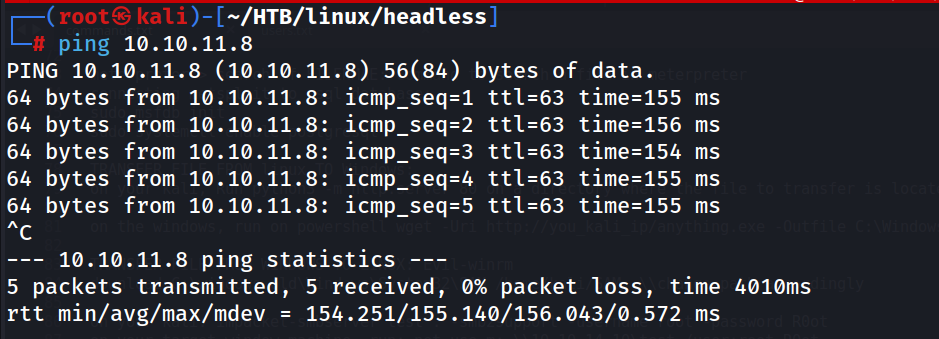 ┌──(root㉿kali)-[~/HTB/linux/headless]
└─# ping 10.10.11.8
PING 10.10.11.8 (10.10.11.8) 56(84) bytes of data.
64 bytes from 10.10.11.8: icmp_seq=1 ttl=63 time=155 ms
64 bytes from 10.10.11.8: icmp_seq=2 ttl=63 time=156 ms
64 bytes from 10.10.11.8: icmp_seq=3 ttl=63 time=154 ms
64 bytes from 10.10.11.8: icmp_seq=4 ttl=63 time=155 ms
64 bytes from 10.10.11.8: icmp_seq=5 ttl=63 time=155 ms
^C
--- 10.10.11.8 ping statistics ---
5 packets transmitted, 5 received, 0% packet loss, time 4010ms
rtt min/avg/max/mdev = 154.251/155.140/156.043/0.572 ms